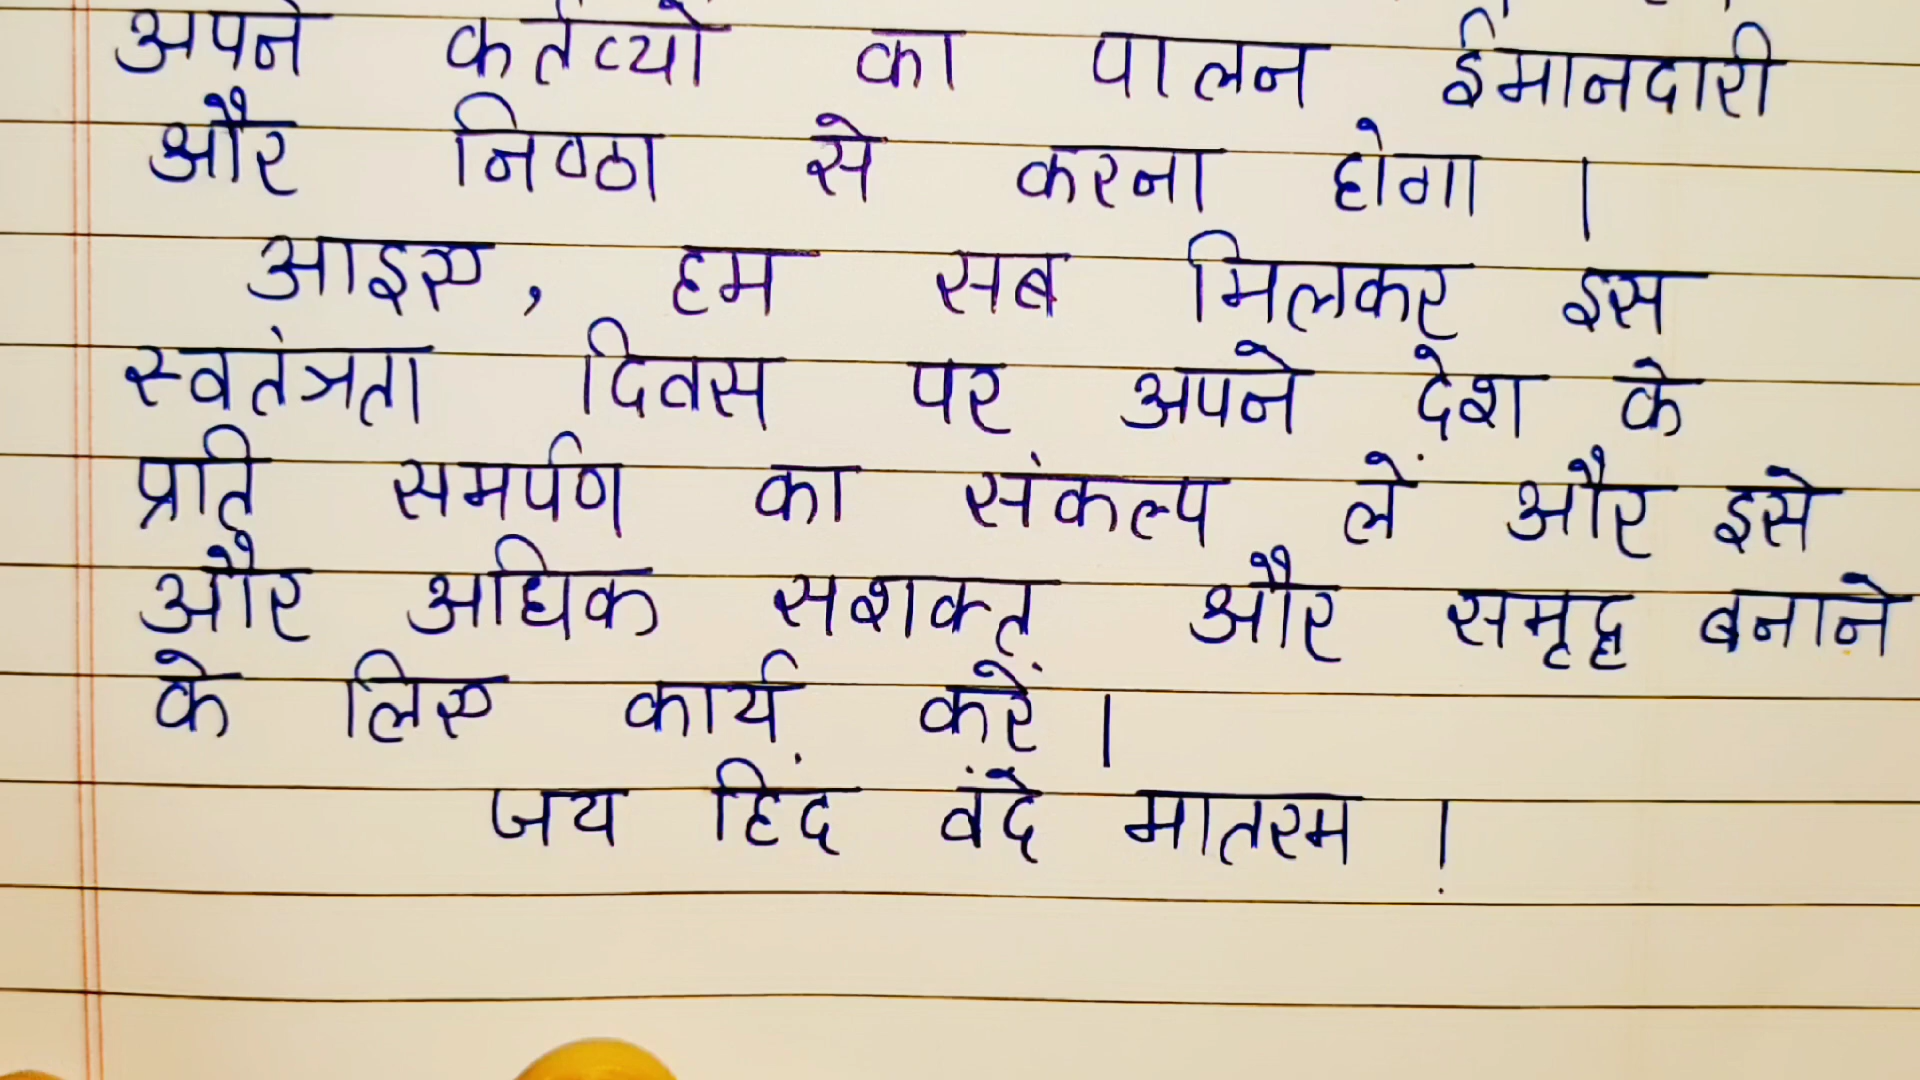 अपने कर्तव्यों का पालन ईमानदारी
और निष्ठा से करना होगा ।
आइए, हम सब मिलकर इस
स्वतंत्रता दिवस पर अपने देश के
प्रति समर्पण का संकल्प लें और इसे
और अधिक सशक्त और समृद्ध बनाने
के लिए कार्य करें ।
जय हिंद वंदे मातरम !